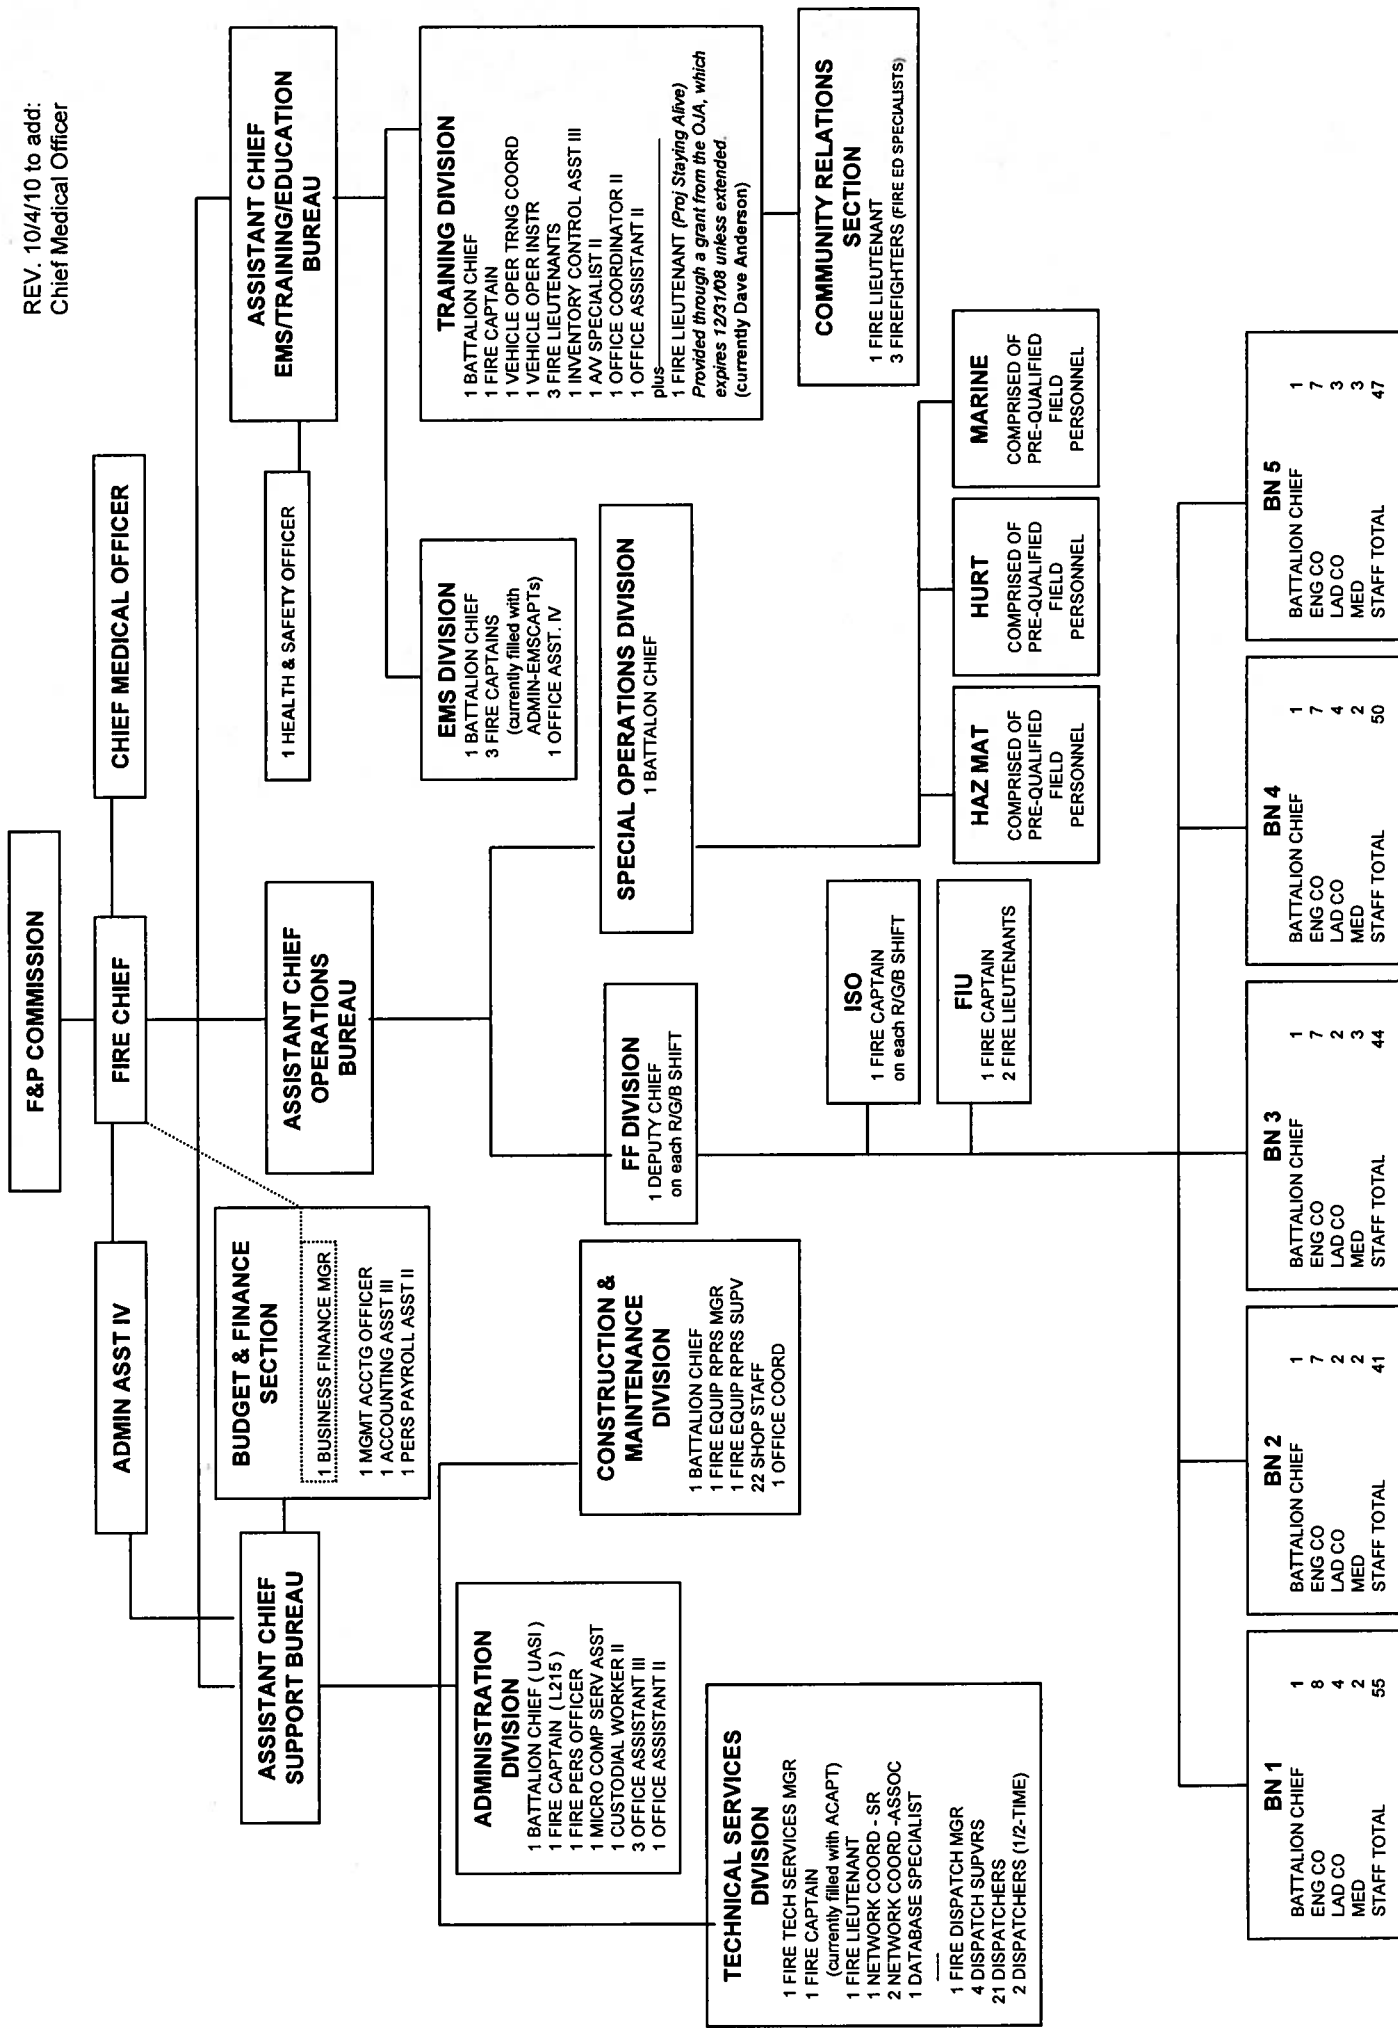 REV. 10/4/10 to add:
Chief Medical Officer
F&P COMMISSION
ADMIN ASST IV
FIRE CHIEF
CHIEF MEDICAL OFFICER
ASSISTANT CHIEF
SUPPORT BUREAU
BUDGET & FINANCE
SECTION
1 BUSINESS FINANCE MGR
1 MGMT ACCTG OFFICER
1 ACCOUNTING ASST III
1 PERS PAYROLL ASST II
ASSISTANT CHIEF
OPERATIONS
BUREAU
1 HEALTH & SAFETY OFFICER
ASSISTANT CHIEF
EMS/TRAINING/EDUCATION
BUREAU
ADMINISTRATION
DIVISION
1 BATTALION CHIEF ( UASI )
1 FIRE CAPTAIN ( L215 )
1 FIRE PERS OFFICER
1 MICRO COMP SERV ASST
1 CUSTODIAL WORKER II
3 OFFICE ASSISTANT III
1 OFFICE ASSISTANT II
EMS DIVISION
1 BATTALION CHIEF
3 FIRE CAPTAINS
(currently filled with
ADMIN-EMSCAPTs)
1 OFFICE ASST. IV
TRAINING DIVISION
1 BATTALION CHIEF
1 FIRE CAPTAIN
1 VEHICLE OPER TRNG COORD
1 VEHICLE OPER INSTR
3 FIRE LIEUTENANTS
1 INVENTORY CONTROL ASST III
1 A/V SPECIALIST II
1 OFFICE COORDINATOR II
1 OFFICE ASSISTANT II
plus
1 FIRE LIEUTENANT (Proj Staying Alive)
Provided through a grant from the OJA, which
expires 12/31/08 unless extended.
(currently Dave Anderson)
CONSTRUCTION &
MAINTENANCE
DIVISION
1 BATTALION CHIEF
1 FIRE EQUIP RPRS MGR
1 FIRE EQUIP RPRS SUPV
22 SHOP STAFF
1 OFFICE COORD
FF DIVISION
1 DEPUTY CHIEF
on each R/G/B SHIFT
SPECIAL OPERATIONS DIVISION
1 BATTALON CHIEF
TECHNICAL SERVICES
DIVISION
1 FIRE TECH SERVICES MGR
1 FIRE CAPTAIN
(currently filled with ACAPT)
1 FIRE LIEUTENANT
1 NETWORK COORD - SR
2 NETWORK COORD -ASSOC
1 DATABASE SPECIALIST
1 FIRE DISPATCH MGR
4 DISPATCH SUPVRS
21 DISPATCHERS
2 DISPATCHERS (1/2-TIME)
COMMUNITY RELATIONS
SECTION
1 FIRE LIEUTENANT
3 FIREFIGHTERS (FIRE ED SPECIALISTS)
ISO
1 FIRE CAPTAIN
on each R/G/B SHIFT
FIU
1 FIRE CAPTAIN
2 FIRE LIEUTENANTS
HAZ MAT
COMPRISED OF
PRE-QUALIFIED
FIELD
PERSONNEL
HURT
COMPRISED OF
PRE-QUALIFIED
FIELD
PERSONNEL
MARINE
COMPRISED OF
PRE-QUALIFIED
FIELD
PERSONNEL
BN 1
BATTALION CHIEF 1
ENG CO 8
LAD CO 4
MED 2
STAFF TOTAL 55
BN 2
BATTALION CHIEF 1
ENG CO 7
LAD CO 2
MED 2
STAFF TOTAL 41
BN 3
BATTALION CHIEF 1
ENG CO 7
LAD CO 2
MED 3
STAFF TOTAL 44
BN 4
BATTALION CHIEF 1
ENG CO 7
LAD CO 4
MED 2
STAFF TOTAL 50
BN 5
BATTALION CHIEF 1
ENG CO 7
LAD CO 3
MED 3
STAFF TOTAL 47